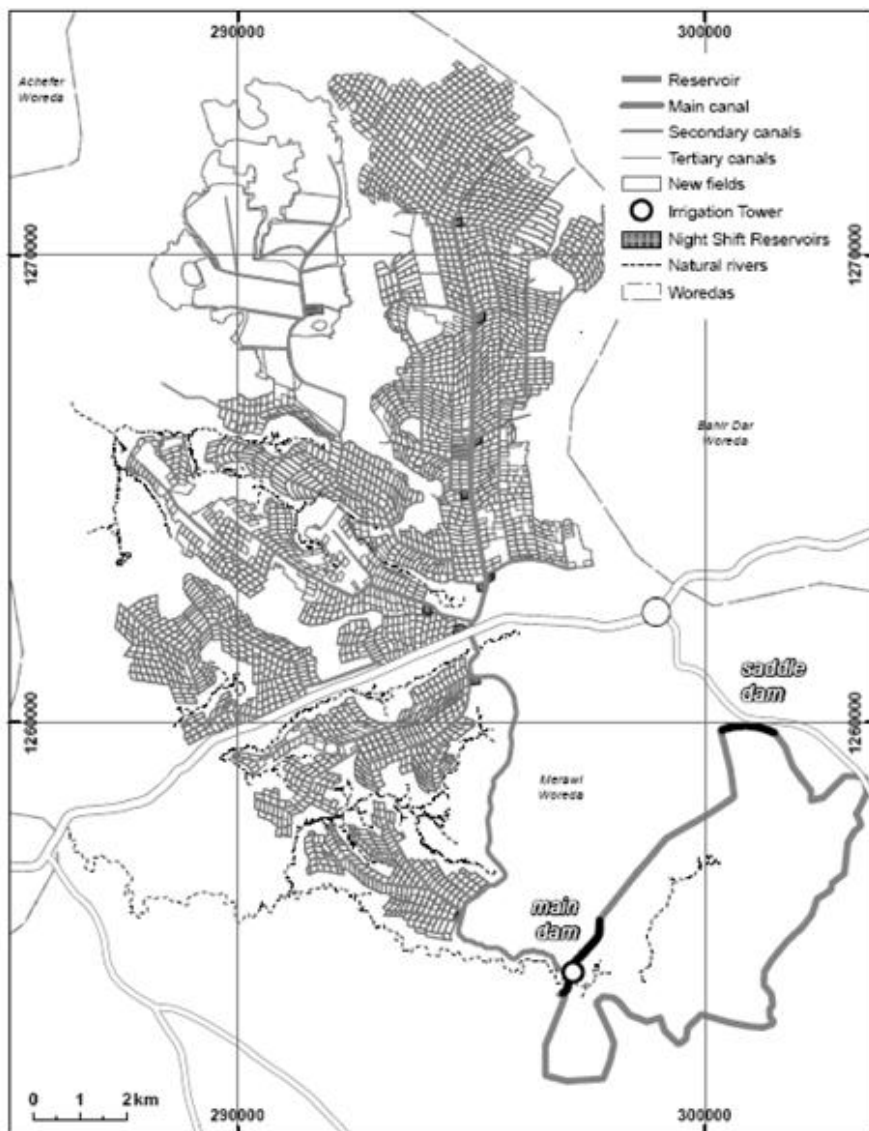 290000
300000
Achefer
Woreda
Reservoir
Main canal
Secondary canals
Tertiary canals
New fields
Irrigation Tower
Night Shift Reservoirs
Natural rivers
Woredas
1270000
1270000
Bahir Dar
Woreda
saddle
dam
1260000
1260000
Merawi
Woreda
main
dam
0 1 2 km
290000
300000